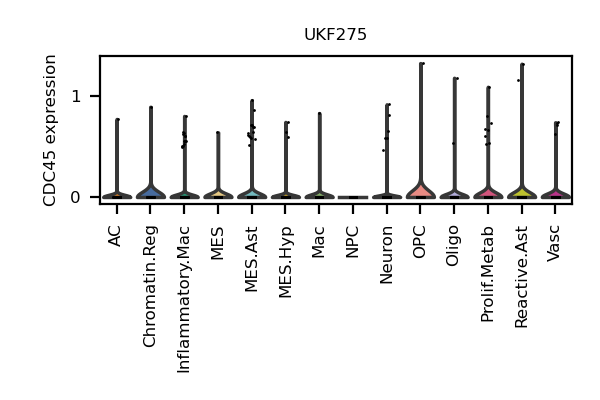 UKF275
CDC45 expression
1
0
AC
Chromatin.Reg
Inflammatory.Mac
MES
MES.Ast
MES.Hyp
Mac
NPC
Neuron
OPC
Oligo
Prolif.Metab
Reactive.Ast
Vasc